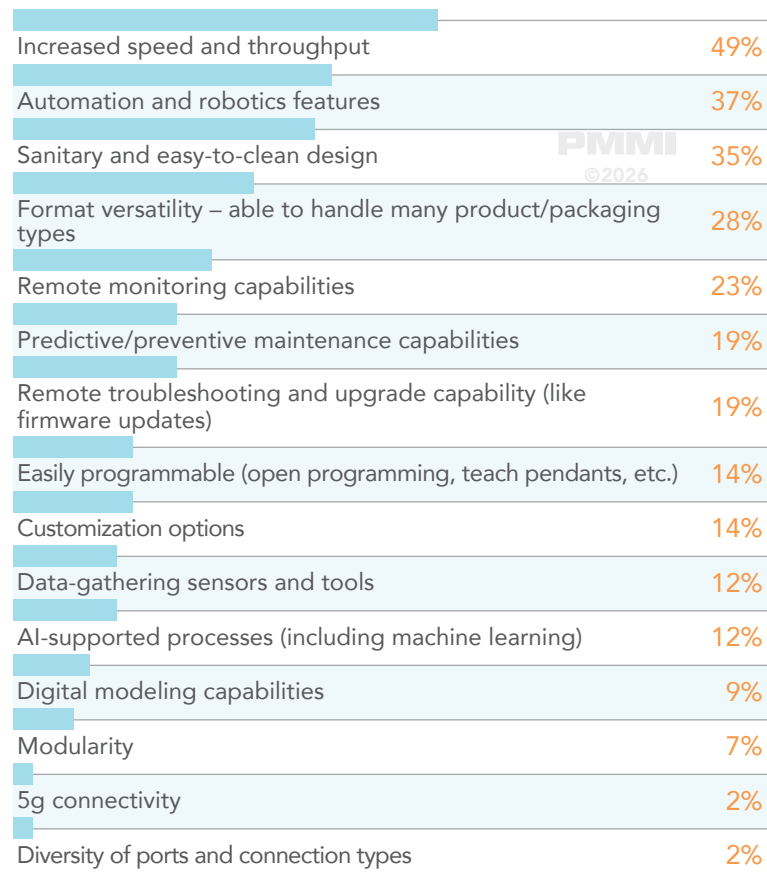 Increased speed and throughput 49%
Automation and robotics features 37%
PMMI
©2026
Sanitary and easy-to-clean design 35%
Format versatility – able to handle many product/packaging
types 28%
Remote monitoring capabilities 23%
Predictive/preventive maintenance capabilities 19%
Remote troubleshooting and upgrade capability (like
firmware updates) 19%
Easily programmable (open programming, teach pendants, etc.) 14%
Customization options 14%
Data-gathering sensors and tools 12%
AI-supported processes (including machine learning) 12%
Digital modeling capabilities 9%
Modularity 7%
5g connectivity 2%
Diversity of ports and connection types 2%